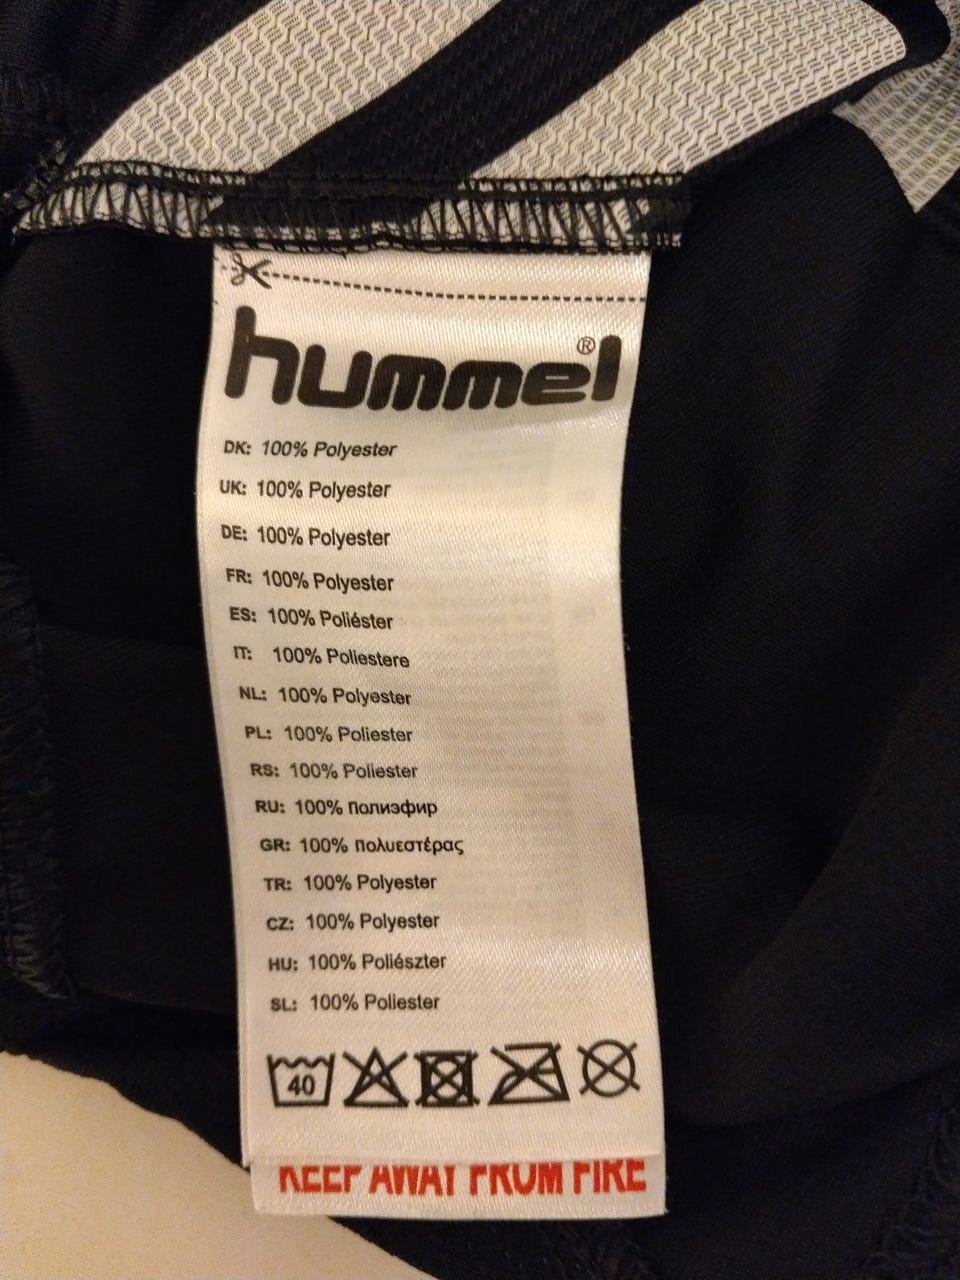 hummel®
DK: 100% Polyester
UK: 100% Polyester
DE: 100% Polyester
FR: 100% Polyester
ES: 100% Poliéster
IT: 100% Poliestere
NL: 100% Polyester
PL: 100% Poliester
RS: 100% Poliester
RU: 100% полиэфир
GR: 100% πολυεστέρας
TR: 100% Polyester
CZ: 100% Polyester
HU: 100% Poliészter
SL: 100% Poliester
40
KEEP AWAY FROM FIRE